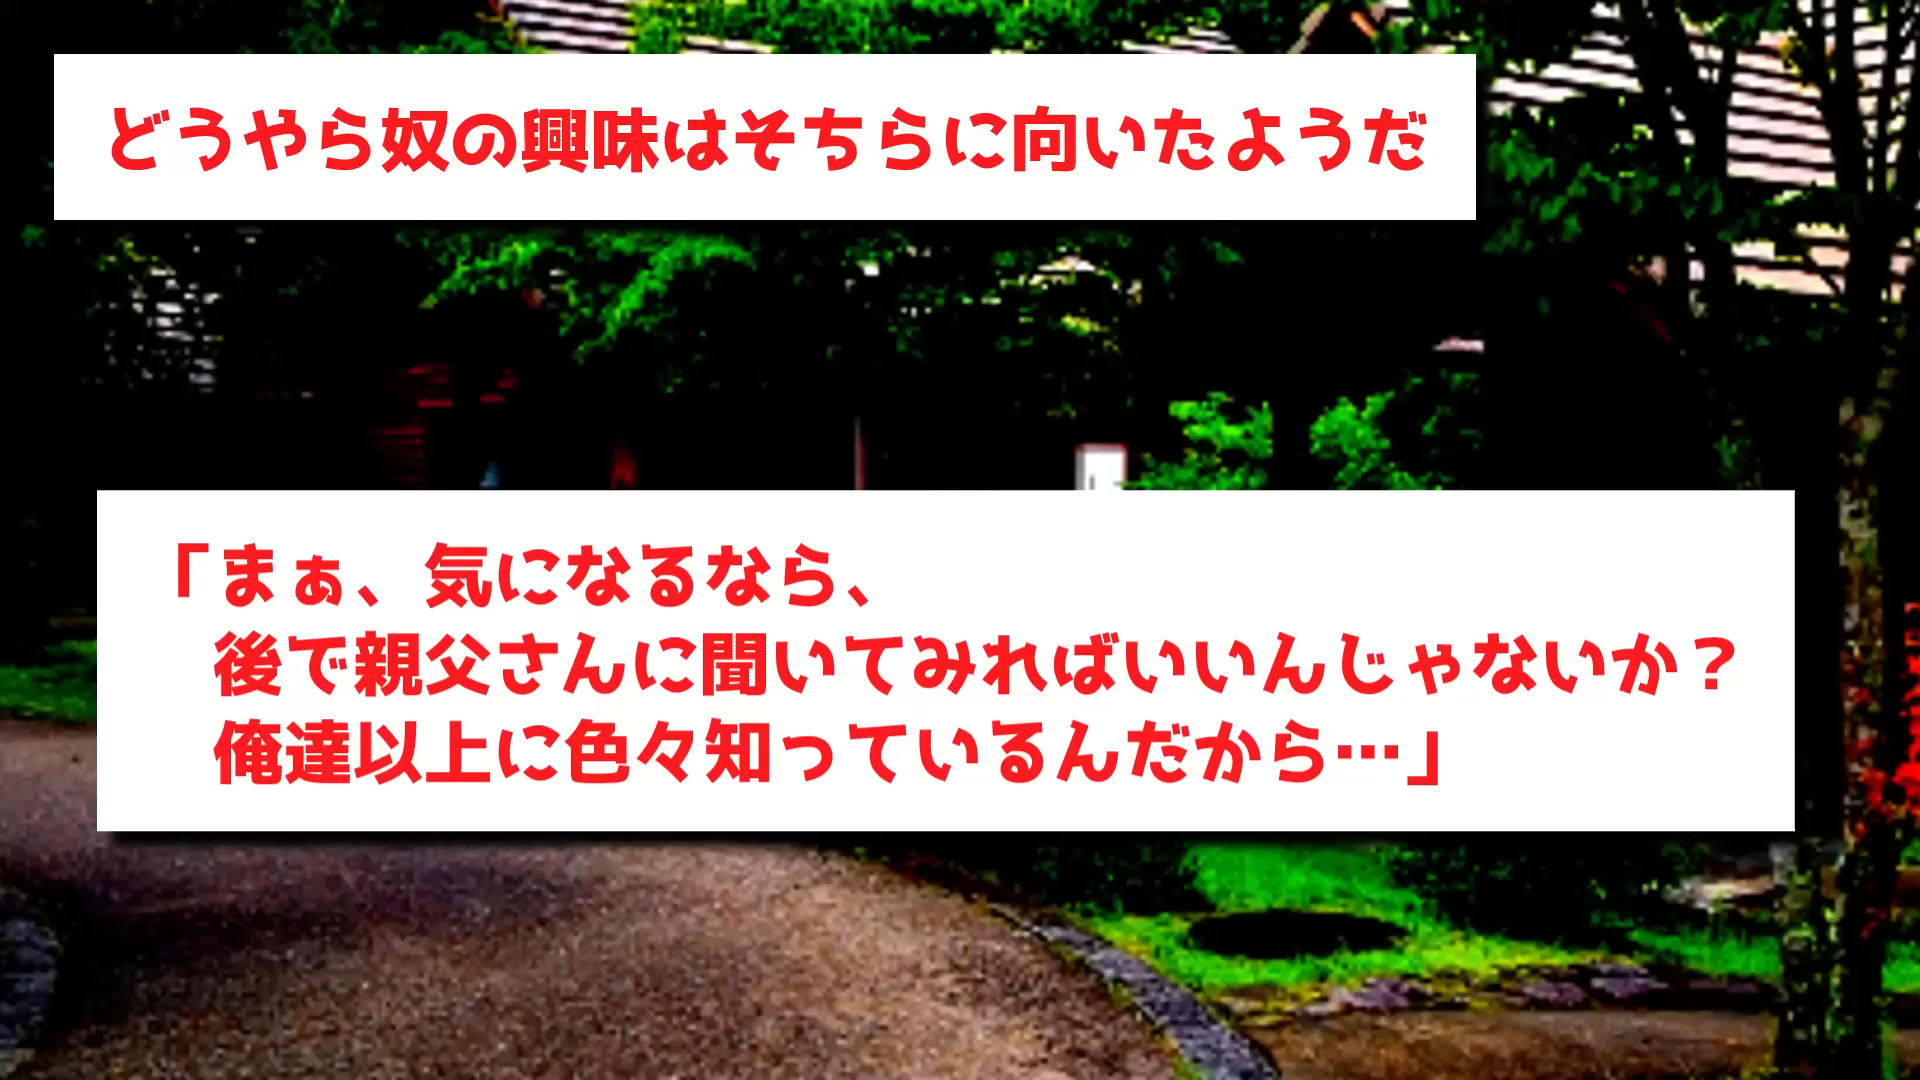 どうやら奴の興味はそちらに向いたようだ
「まぁ、気になるなら、
後で親父さんに聞いてみればいいんじゃないか？
俺達以上に色々知っているんだから…」